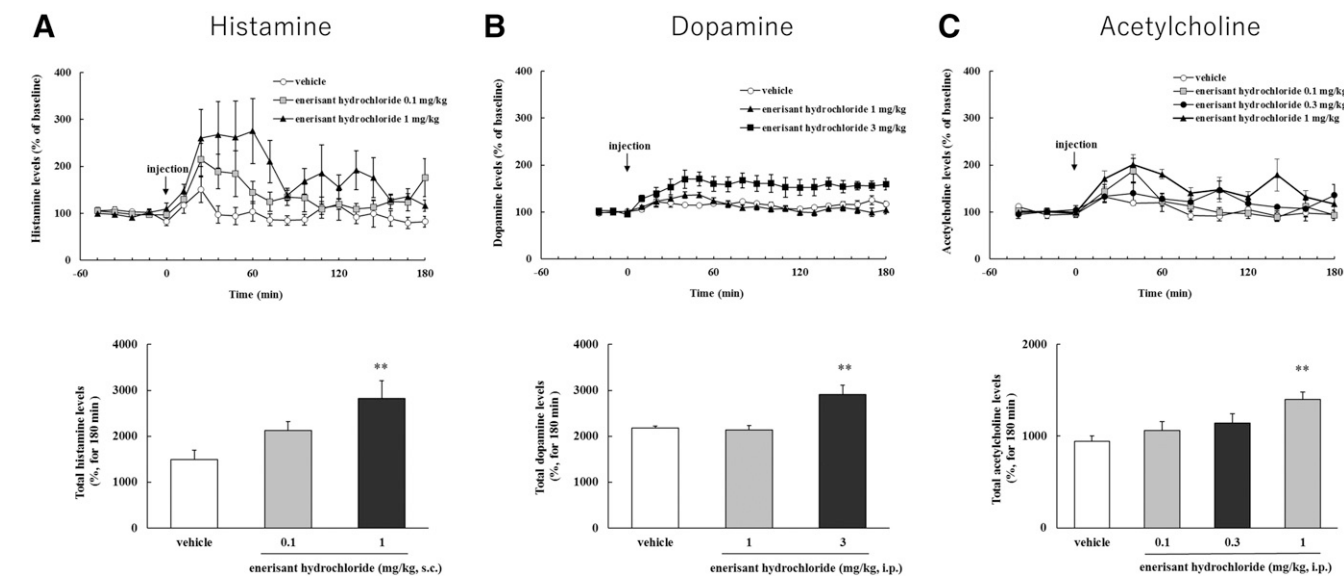 A Histamine
Histamine levels (% of baseline)
400
300
200
100
0
-60 0 60 120 180
Time (min)
injection
vehicle
enerisant hydrochloride 0.1 mg/kg
enerisant hydrochloride 1 mg/kg
Total histamine levels
(%, for 180 min )
4000
3000
2000
1000
0
**
vehicle 0.1 1
enerisant hydrochloride (mg/kg, s.c.)
B Dopamine
Dopamine levels (% of baseline)
400
300
200
100
0
-60 0 60 120 180
Time (min)
injection
vehicle
enerisant hydrochloride 1 mg/kg
enerisant hydrochloride 3 mg/kg
Total dopamine levels
(%, for 180 min )
4000
3000
2000
1000
0
**
vehicle 1 3
enerisant hydrochloride (mg/kg, i.p.)
C Acetylcholine
Acetylcholine levels (% of baseline)
400
300
200
100
0
-60 0 60 120 180
Time (min)
injection
vehicle
enerisant hydrochloride 0.1 mg/kg
enerisant hydrochloride 0.3 mg/kg
enerisant hydrochloride 1 mg/kg
Total acetylcholine levels
(%, for 180 min )
2000
1000
0
**
vehicle 0.1 0.3 1
enerisant hydrochloride (mg/kg, i.p.)